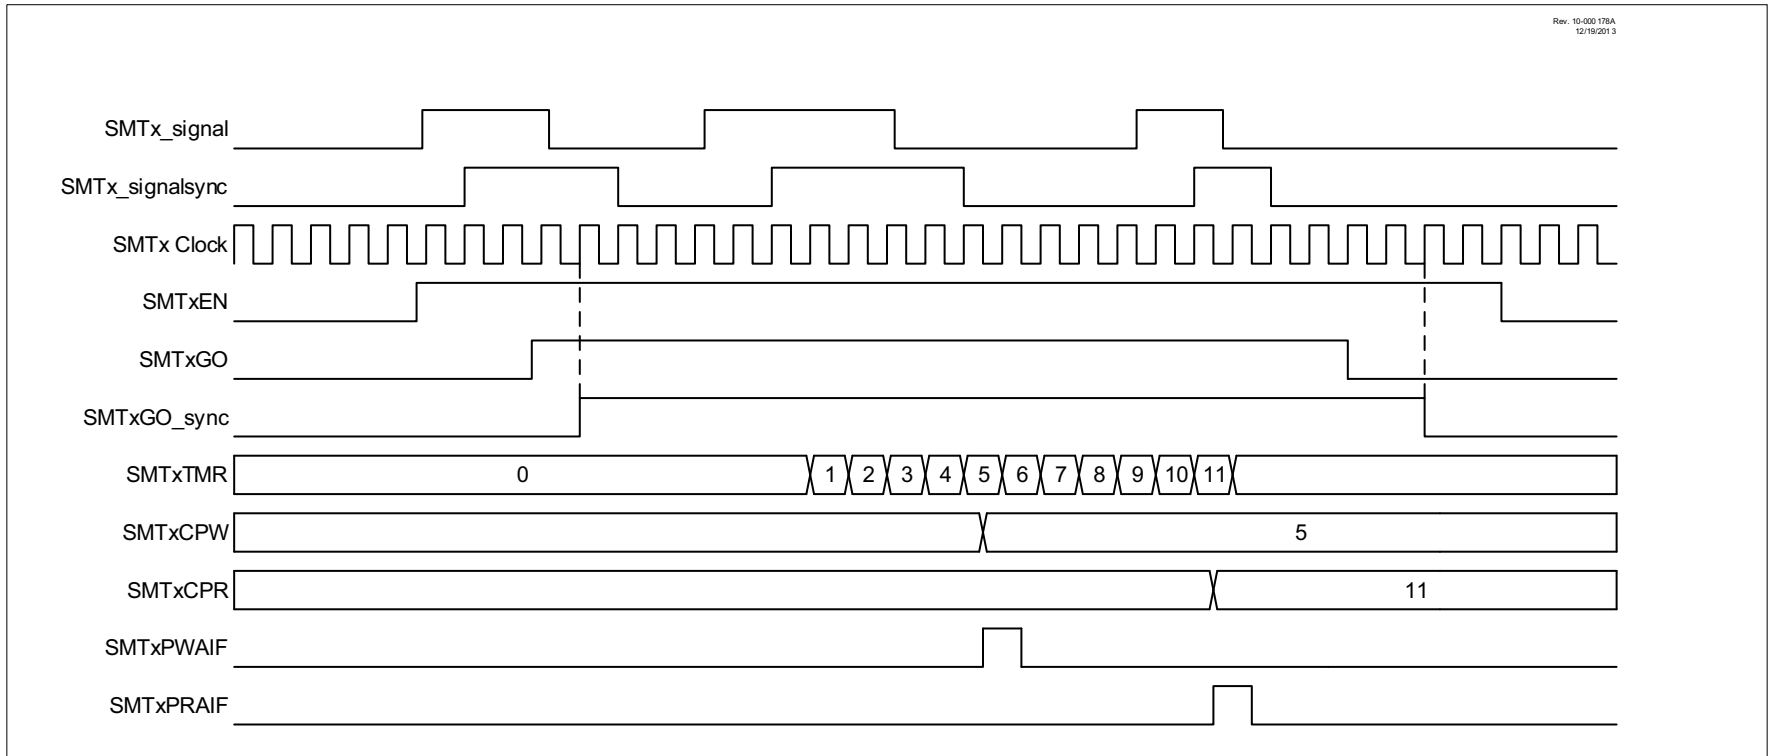 Rev. 10-000 178A
12/19/201 3
SMTx_signal
SMTx_signalsync
SMTx Clock
SMTxEN
SMTxGO
SMTxGO_sync
SMTxTMR 0 1 2 3 4 5 6 7 8 9 10 11
SMTxCPW 5
SMTxCPR 11
SMTxPWAIF
SMTxPRAIF